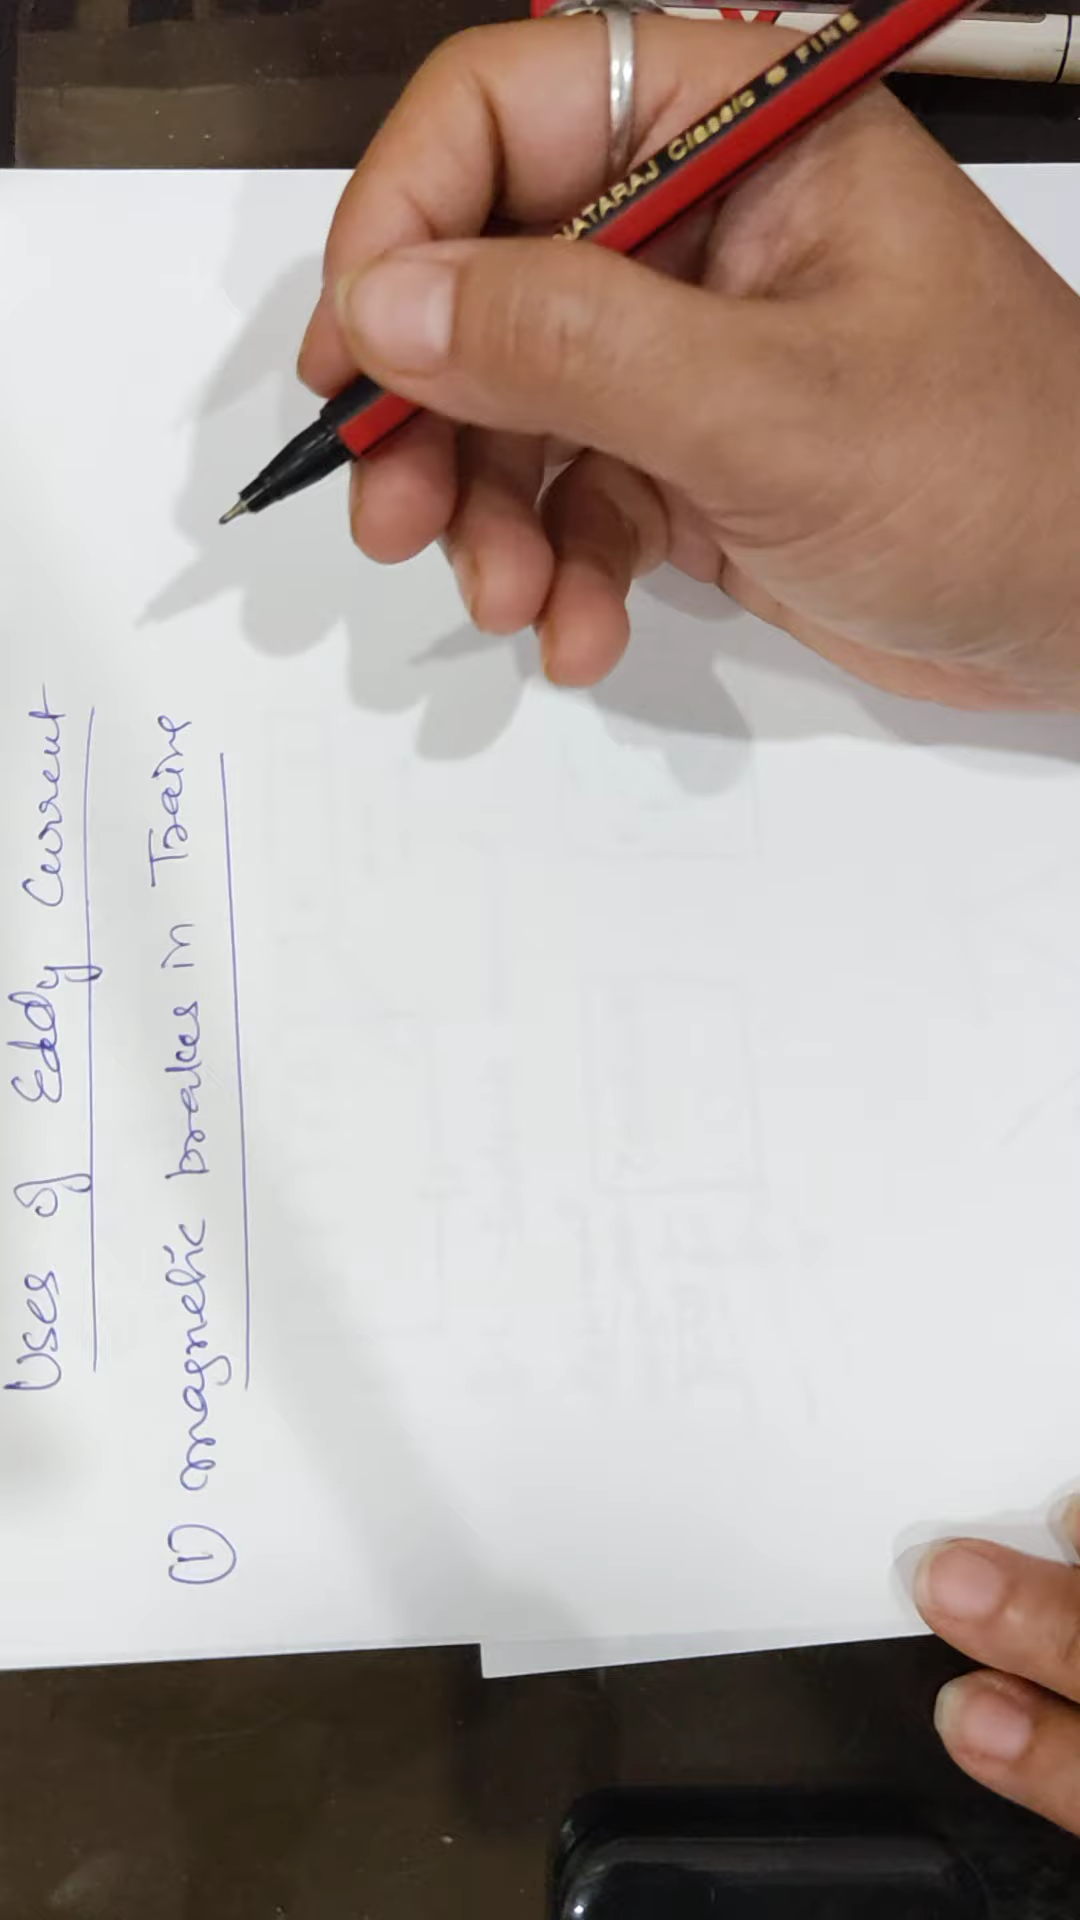 Uses of Eddy Current
(1) magnetic brakes in Train
NATARAJ Classic FINE